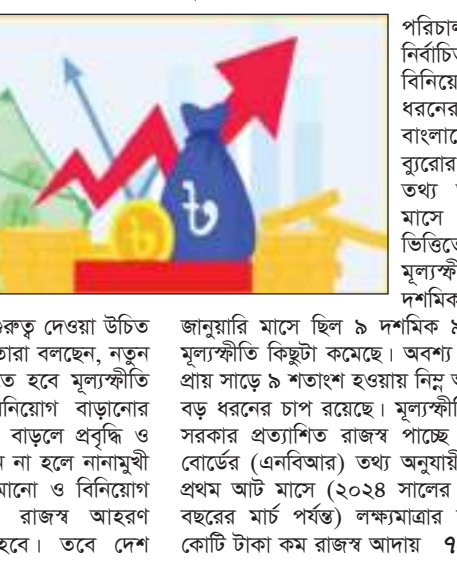 ৳
পরিচাল
নির্বাচিত
বিনিয়ো
ধরনের
বাংলাদে
ব্যুরোর
তথ্য
মাসে
ভিত্তিতে
মূল্যস্ফী
দশমিক
রুত্ব দেওয়া উচিত
তারা বলছেন, নতুন
ত হবে মূল্যস্ফীতি
নিয়োগ বাড়ানোর
বাড়লে প্রবৃদ্ধি ও
ন না হলে নানামুখী
মানো ও বিনিয়োগ
রাজস্ব আহরণ
হবে। তবে দেশ
জানুয়ারি মাসে ছিল ৯ দশমিক ৯
মূল্যস্ফীতি কিছুটা কমেছে। অবশ্য
প্রায় সাড়ে ৯ শতাংশ হওয়ায় নিম্ন
বড় ধরনের চাপ রয়েছে। মূল্যস্ফীতি
সরকার প্রত্যাশিত রাজস্ব পাচ্ছে
বোর্ডের (এনবিআর) তথ্য অনুযায়ী
প্রথম আট মাসে (২০২৪ সালের
বছরের মার্চ পর্যন্ত) লক্ষ্যমাত্রার
কোটি টাকা কম রাজস্ব আদায় ৭